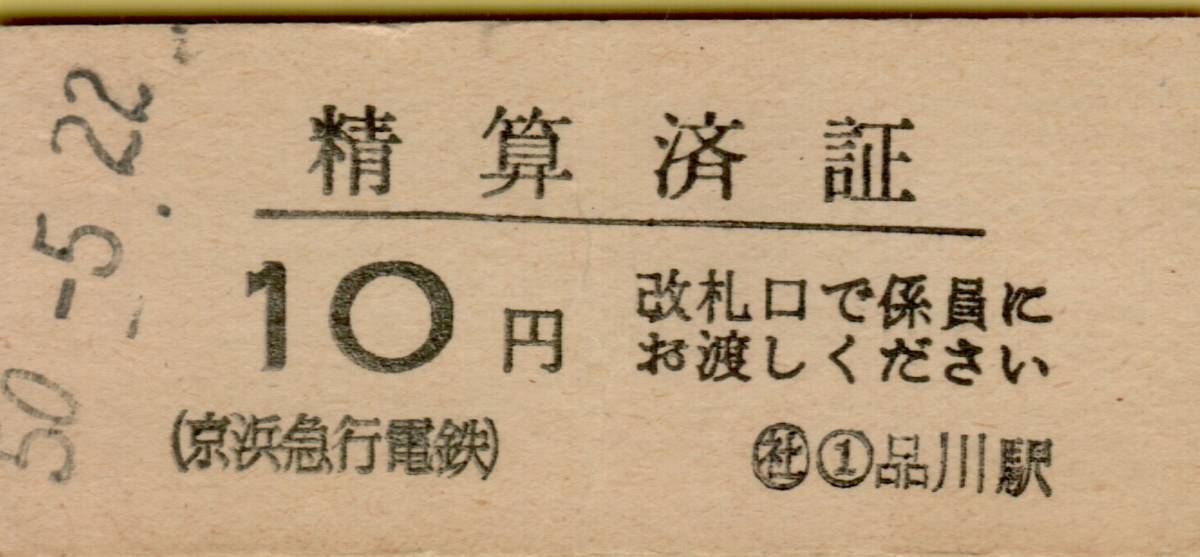 50-5.22
精算済証
10円
改札口で係員に
お渡しください
(京浜急行電鉄)
㊓①品川駅